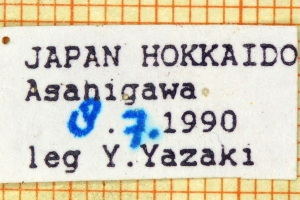 JAPAN HOKKAIDO
Asahigawa
8.7.1990
leg Y.Yazaki